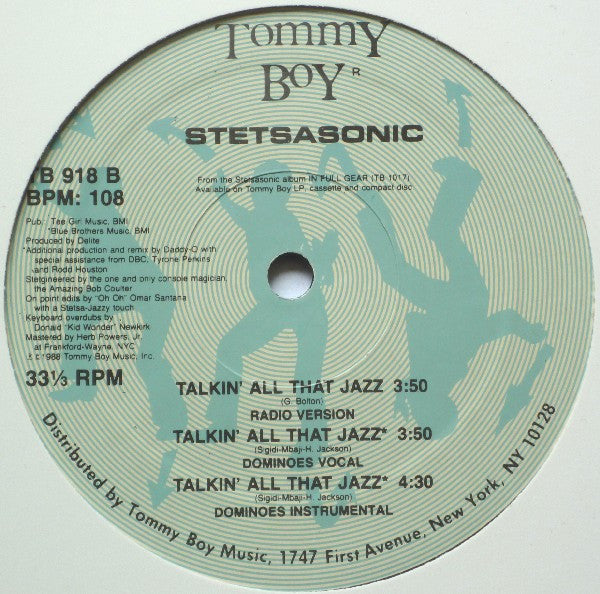 Tommy
Boy R
STETSASONIC
TB 918 B
BPM: 108
From the Stetsasonic album IN FULL GEAR (TB 1017)
Available on Tommy Boy LP, cassette and compact disc.
Pub. Tee Girl Music, BMI
*Blue Brothers Music, BMI
Produced by Delite
*Additional production and remix by Daddy-O with
special assistance from DBC, Tyrone Perkins
and Rodd Houston
Stetgineered by the one and only console magician,
the Amazing Bob Coulter
On point edits by "Oh Oh" Omar Santana
with a Stetsa-Jazzy touch
Keyboard overdubs by
Donald "Kid Wonder" Newkirk
Mastered by Herb Powers, Jr.
at Frankford-Wayne, NYC
© 1988 Tommy Boy Music, Inc.
33⅓ RPM
TALKIN' ALL THAT JAZZ 3:50
(G. Bolton)
RADIO VERSION
TALKIN' ALL THAT JAZZ* 3:50
(Sigidi-Mbaji-H. Jackson)
DOMINOES VOCAL
TALKIN' ALL THAT JAZZ* 4:30
(Sigidi-Mbaji-H. Jackson)
DOMINOES INSTRUMENTAL
Distributed by Tommy Boy Music, 1747 First Avenue, New York, NY 10128